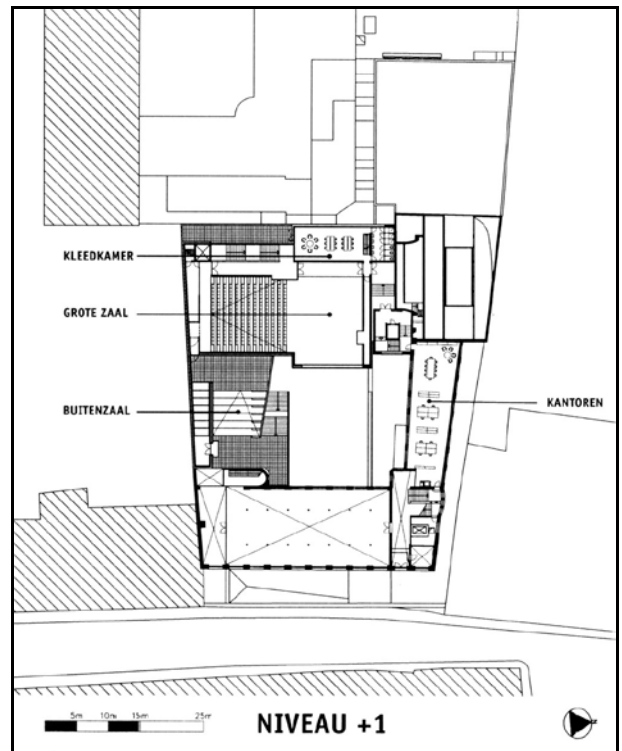 KLEEDKAMER
GROTE ZAAL
BUITENZAAL
KANTOREN
5m 10m 15m 25m
NIVEAU +1